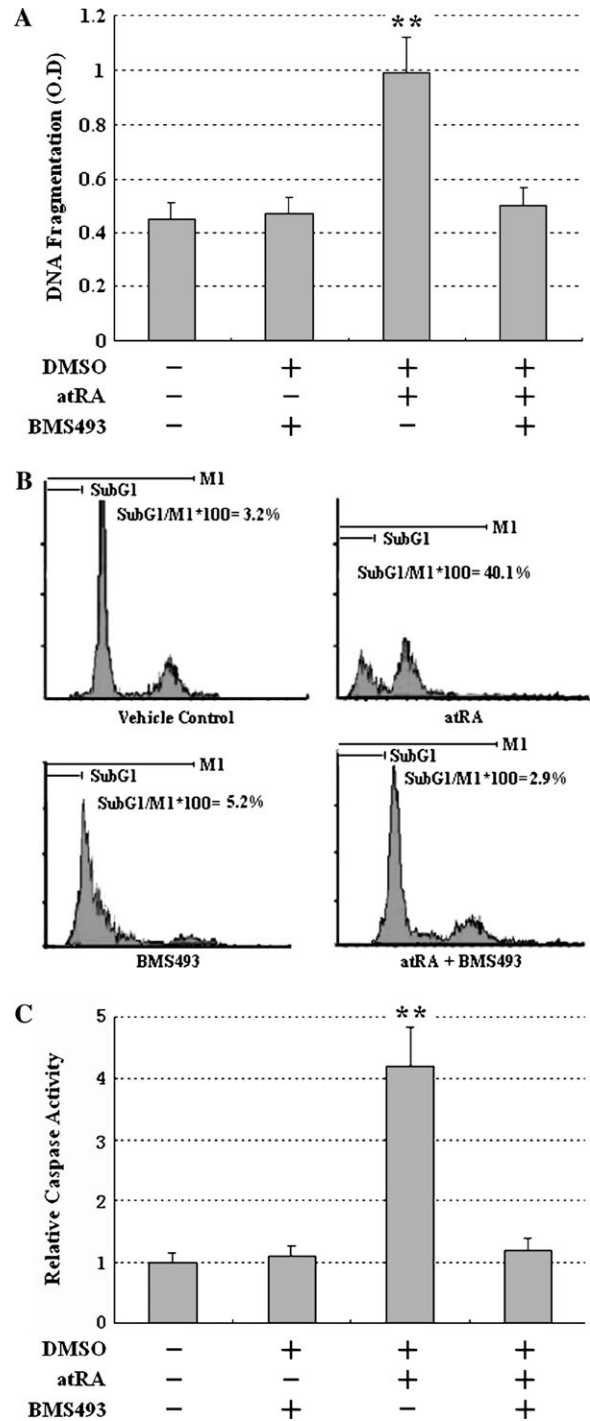 A
DNA Fragmentation (O.D)
1.2
1
0.8
0.6
0.4
0.2
0
**
DMSO − + + +
atRA − − + +
BMS493 − + − +
B
M1
SubG1
SubG1/M1*100= 3.2%
Vehicle Control
M1
SubG1
SubG1/M1*100= 40.1%
atRA
M1
SubG1
SubG1/M1*100= 5.2%
BMS493
M1
SubG1
SubG1/M1*100= 2.9%
atRA + BMS493
C
Relative Caspase Activity
5
4
3
2
1
0
**
DMSO − + + +
atRA − − + +
BMS493 − + − +